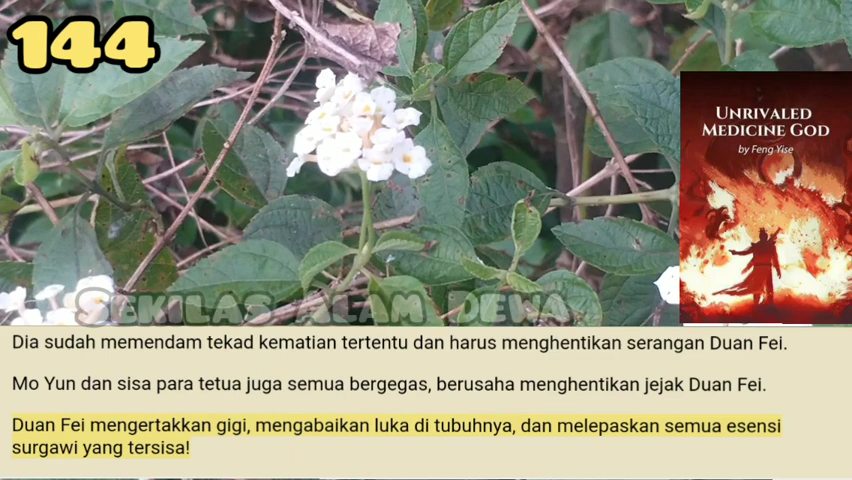 144
UNRIVALED
MEDICINE GOD
by Feng Yise
SEKILAS ALAM DEWA
Dia sudah memendam tekad kematian tertentu dan harus menghentikan serangan Duan Fei.
Mo Yun dan sisa para tetua juga semua bergegas, berusaha menghentikan jejak Duan Fei.
Duan Fei mengertakkan gigi, mengabaikan luka di tubuhnya, dan melepaskan semua esensi
surgawi yang tersisa!